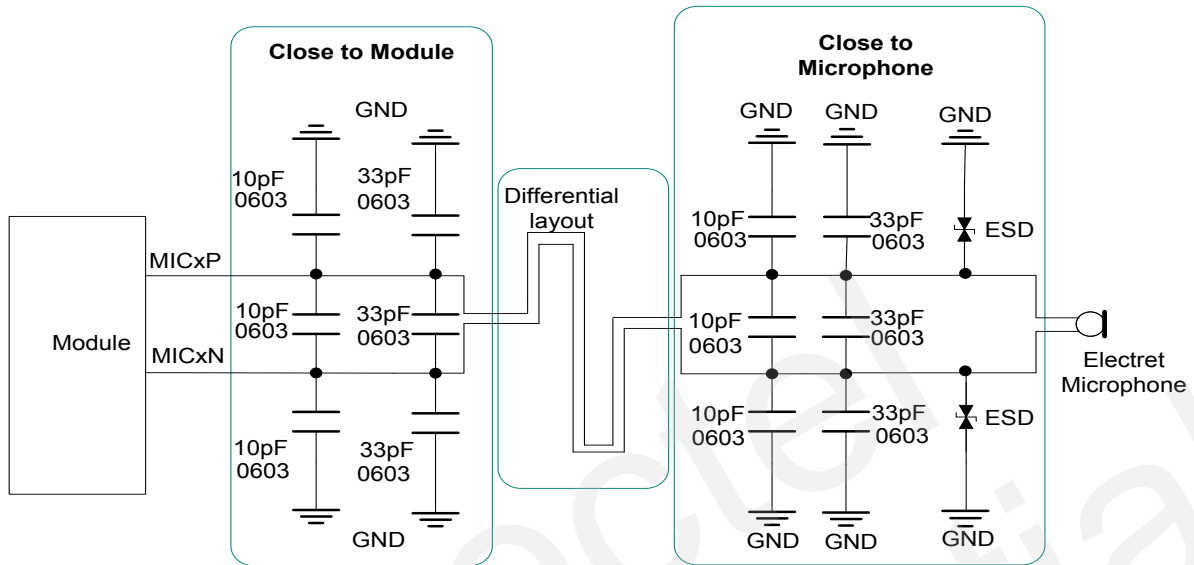 Close to Module
GND
10pF
0603
33pF
0603
MICxP
10pF
0603
33pF
0603
Module
MICxN
10pF
0603
33pF
0603
GND
Differential
layout
Close to
Microphone
GND
GND
GND
10pF
0603
33pF
0603
ESD
10pF
0603
33pF
0603
Electret
Microphone
10pF
0603
33pF
0603
ESD
GND
GND
GND